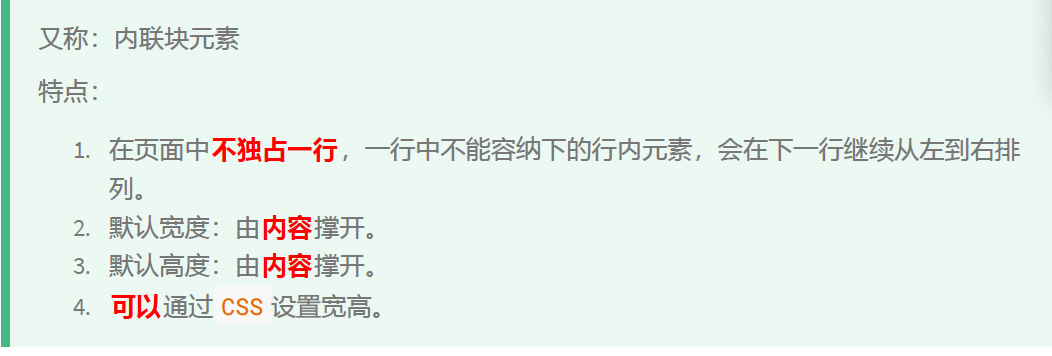 又称：内联块元素
特点：
1. 在页面中不独占一行，一行中不能容纳下的行内元素，会在下一行继续从左到右排
列。
2. 默认宽度：由内容撑开。
3. 默认高度：由内容撑开。
4. 可以通过 CSS 设置宽高。